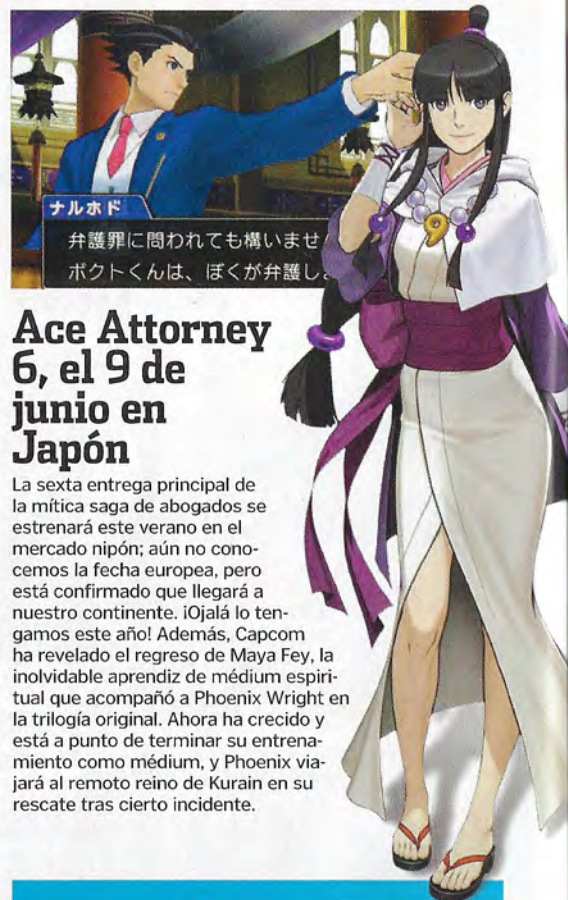 ナルホド
弁護罪に問われても構いませ
ボクトくんは、ぼくが弁護し
Ace Attorney
6, el 9 de
junio en
Japón
La sexta entrega principal de
la mítica saga de abogados se
estrenará este verano en el
mercado nipón; aún no cono-
cemos la fecha europea, pero
está confirmado que llegará a
nuestro continente. ¡Ojalá lo ten-
gamos este año! Además, Capcom
ha revelado el regreso de Maya Fey, la
inolvidable aprendiz de médium espiri-
tual que acompañó a Phoenix Wright en
la trilogía original. Ahora ha crecido y
está a punto de terminar su entrena-
miento como médium, y Phoenix via-
jará al remoto reino de Kurain en su
rescate tras cierto incidente.